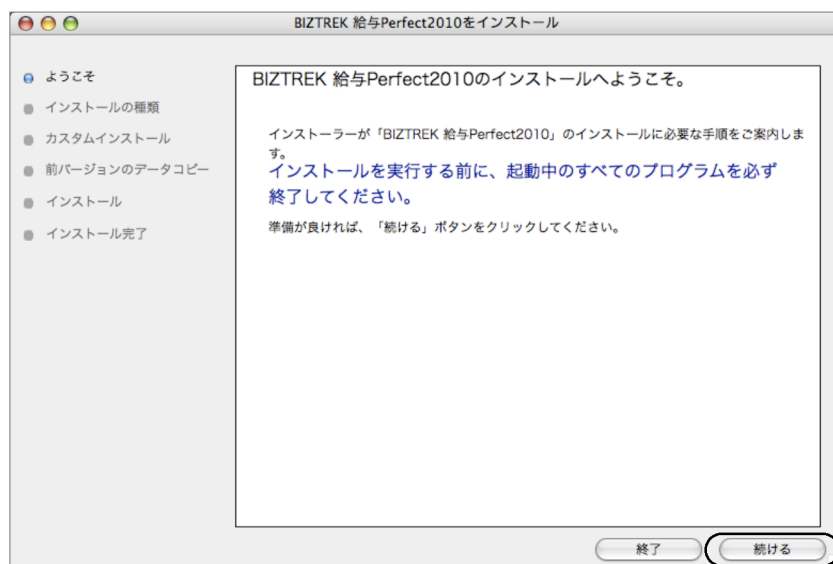 BIZTREK 給与Perfect2010をインストール
ようこそ
インストールの種類
カスタムインストール
前バージョンのデータコピー
インストール
インストール完了
BIZTREK 給与Perfect2010のインストールへようこそ。
インストーラーが「BIZTREK 給与Perfect2010」のインストールに必要な手順をご案内しま
す。
インストールを実行する前に、起動中のすべてのプログラムを必ず
終了してください。
準備が良ければ、「続ける」ボタンをクリックしてください。
終了
続ける